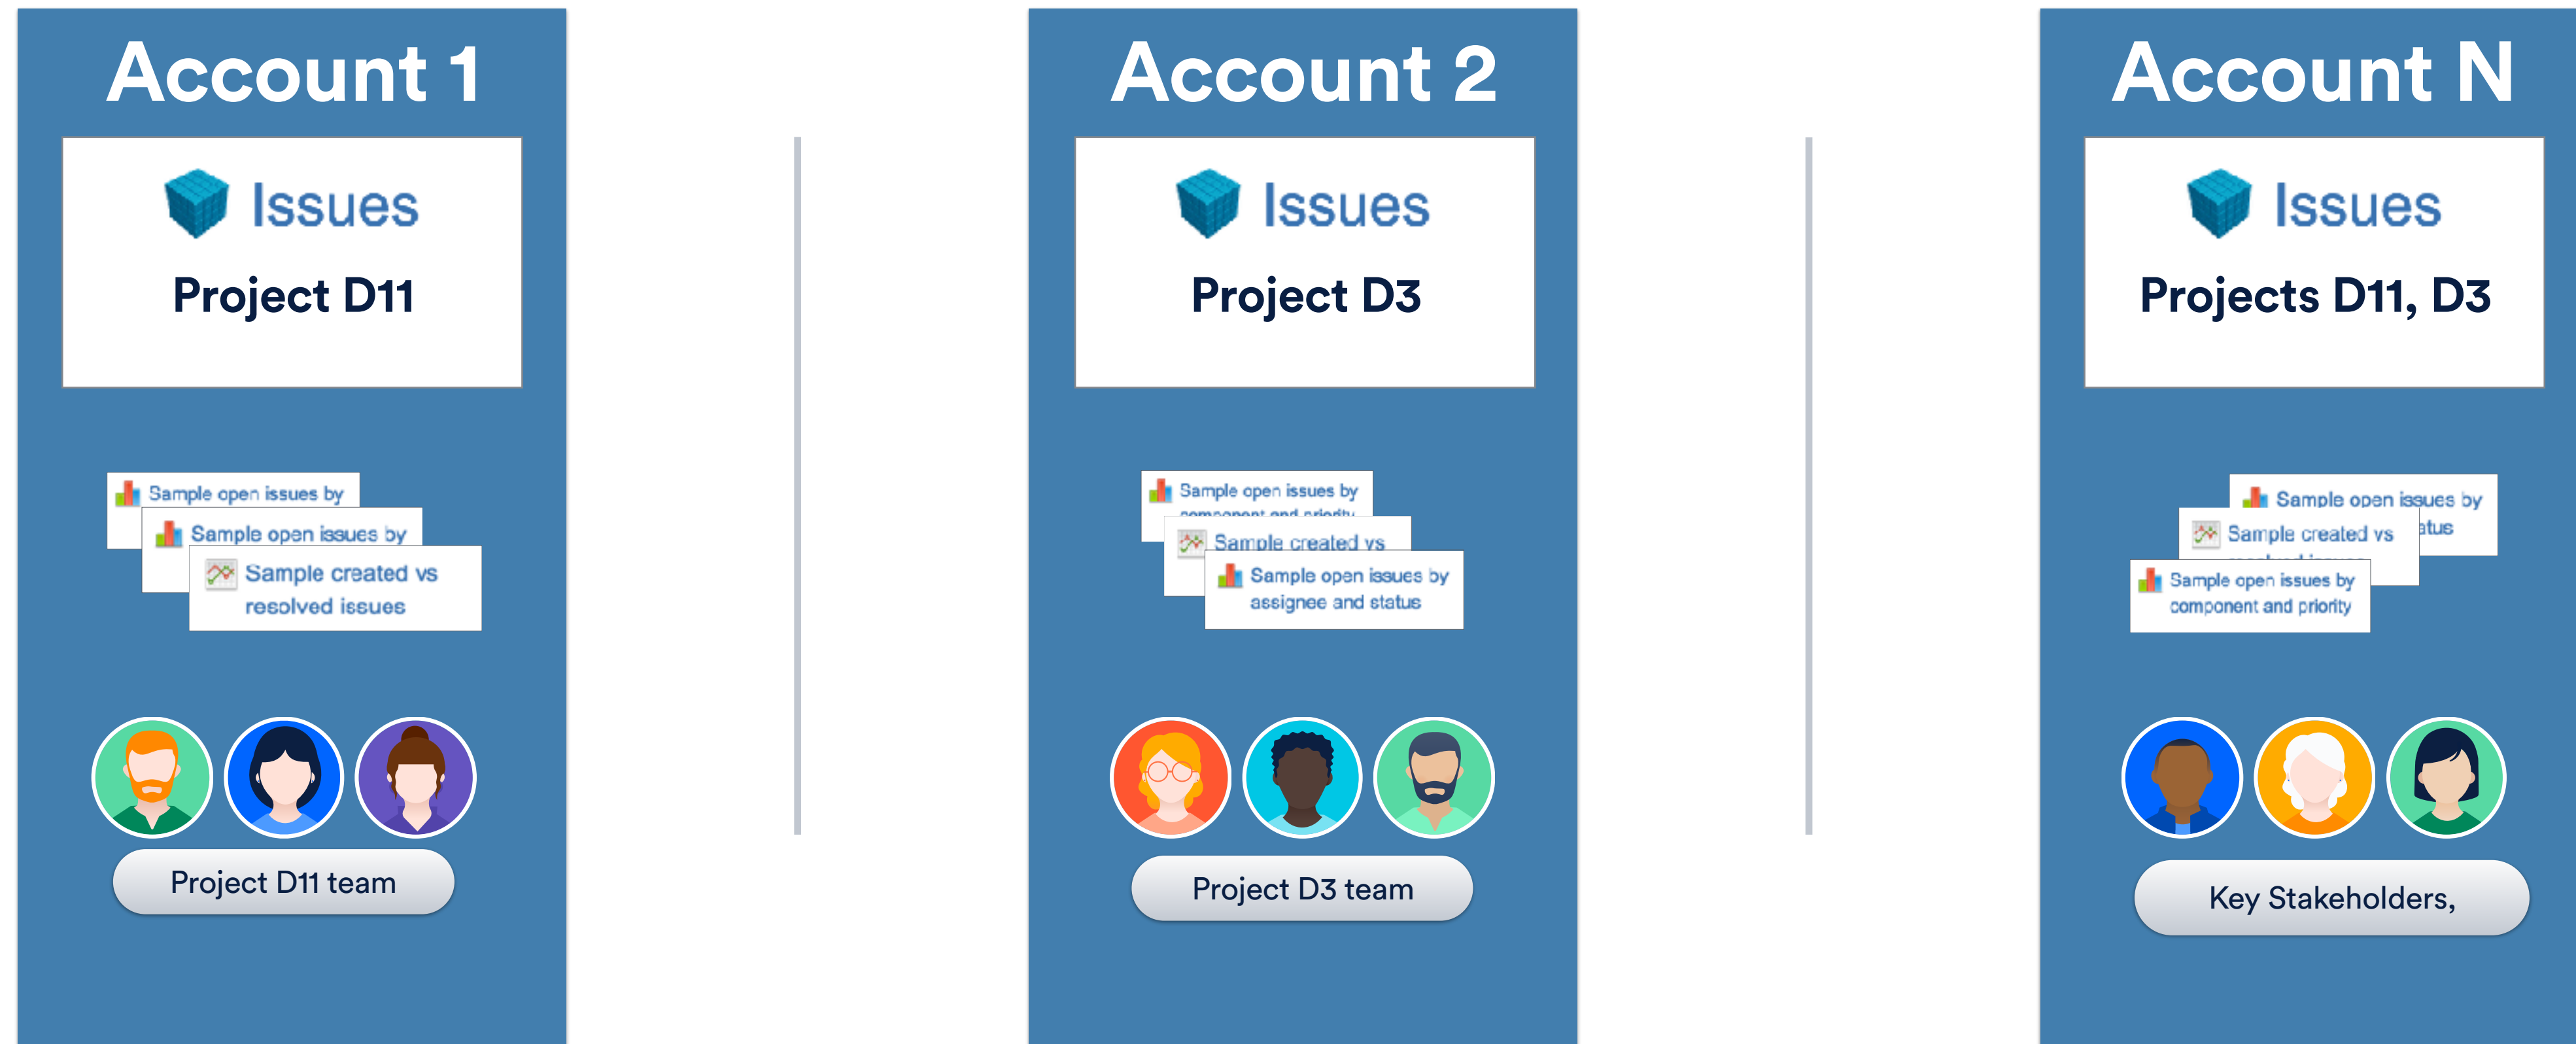 Account 1
Issues
Project D11
Sample open issues by
Sample open issues by
Sample created vs
resolved issues
Project D11 team
Account 2
Issues
Project D3
Sample open issues by
component and priority
Sample created vs
Sample open issues by
assignee and status
Project D3 team
Account N
Issues
Projects D11, D3
Sample open issues by
Sample created vs
Sample open issues by
component and priority
Key Stakeholders,